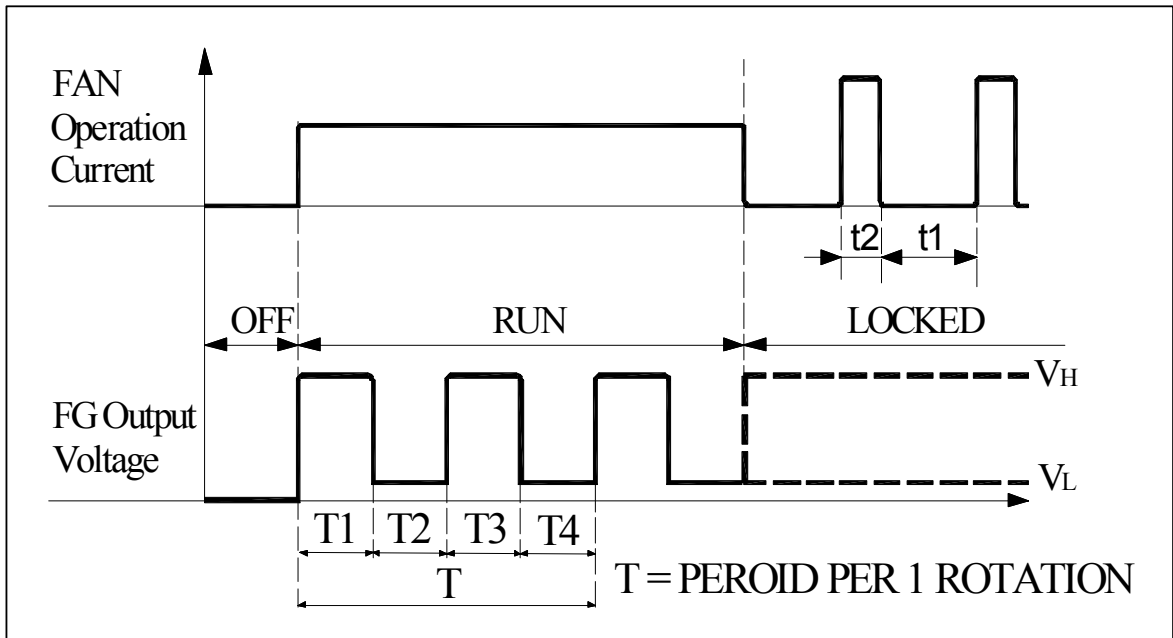 FAN
Operation
Current
t2
t1
OFF
RUN
LOCKED
VH
FG Output
Voltage
VL
T1
T2
T3
T4
T
T = PEROID PER 1 ROTATION